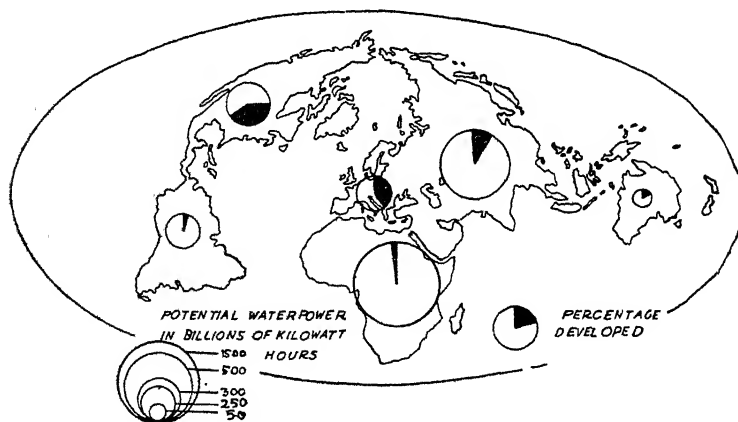 POTENTIAL WATERPOWER
IN BILLIONS OF KILOWATT
HOURS
1500
500
300
250
50
PERCENTAGE
DEVELOPED